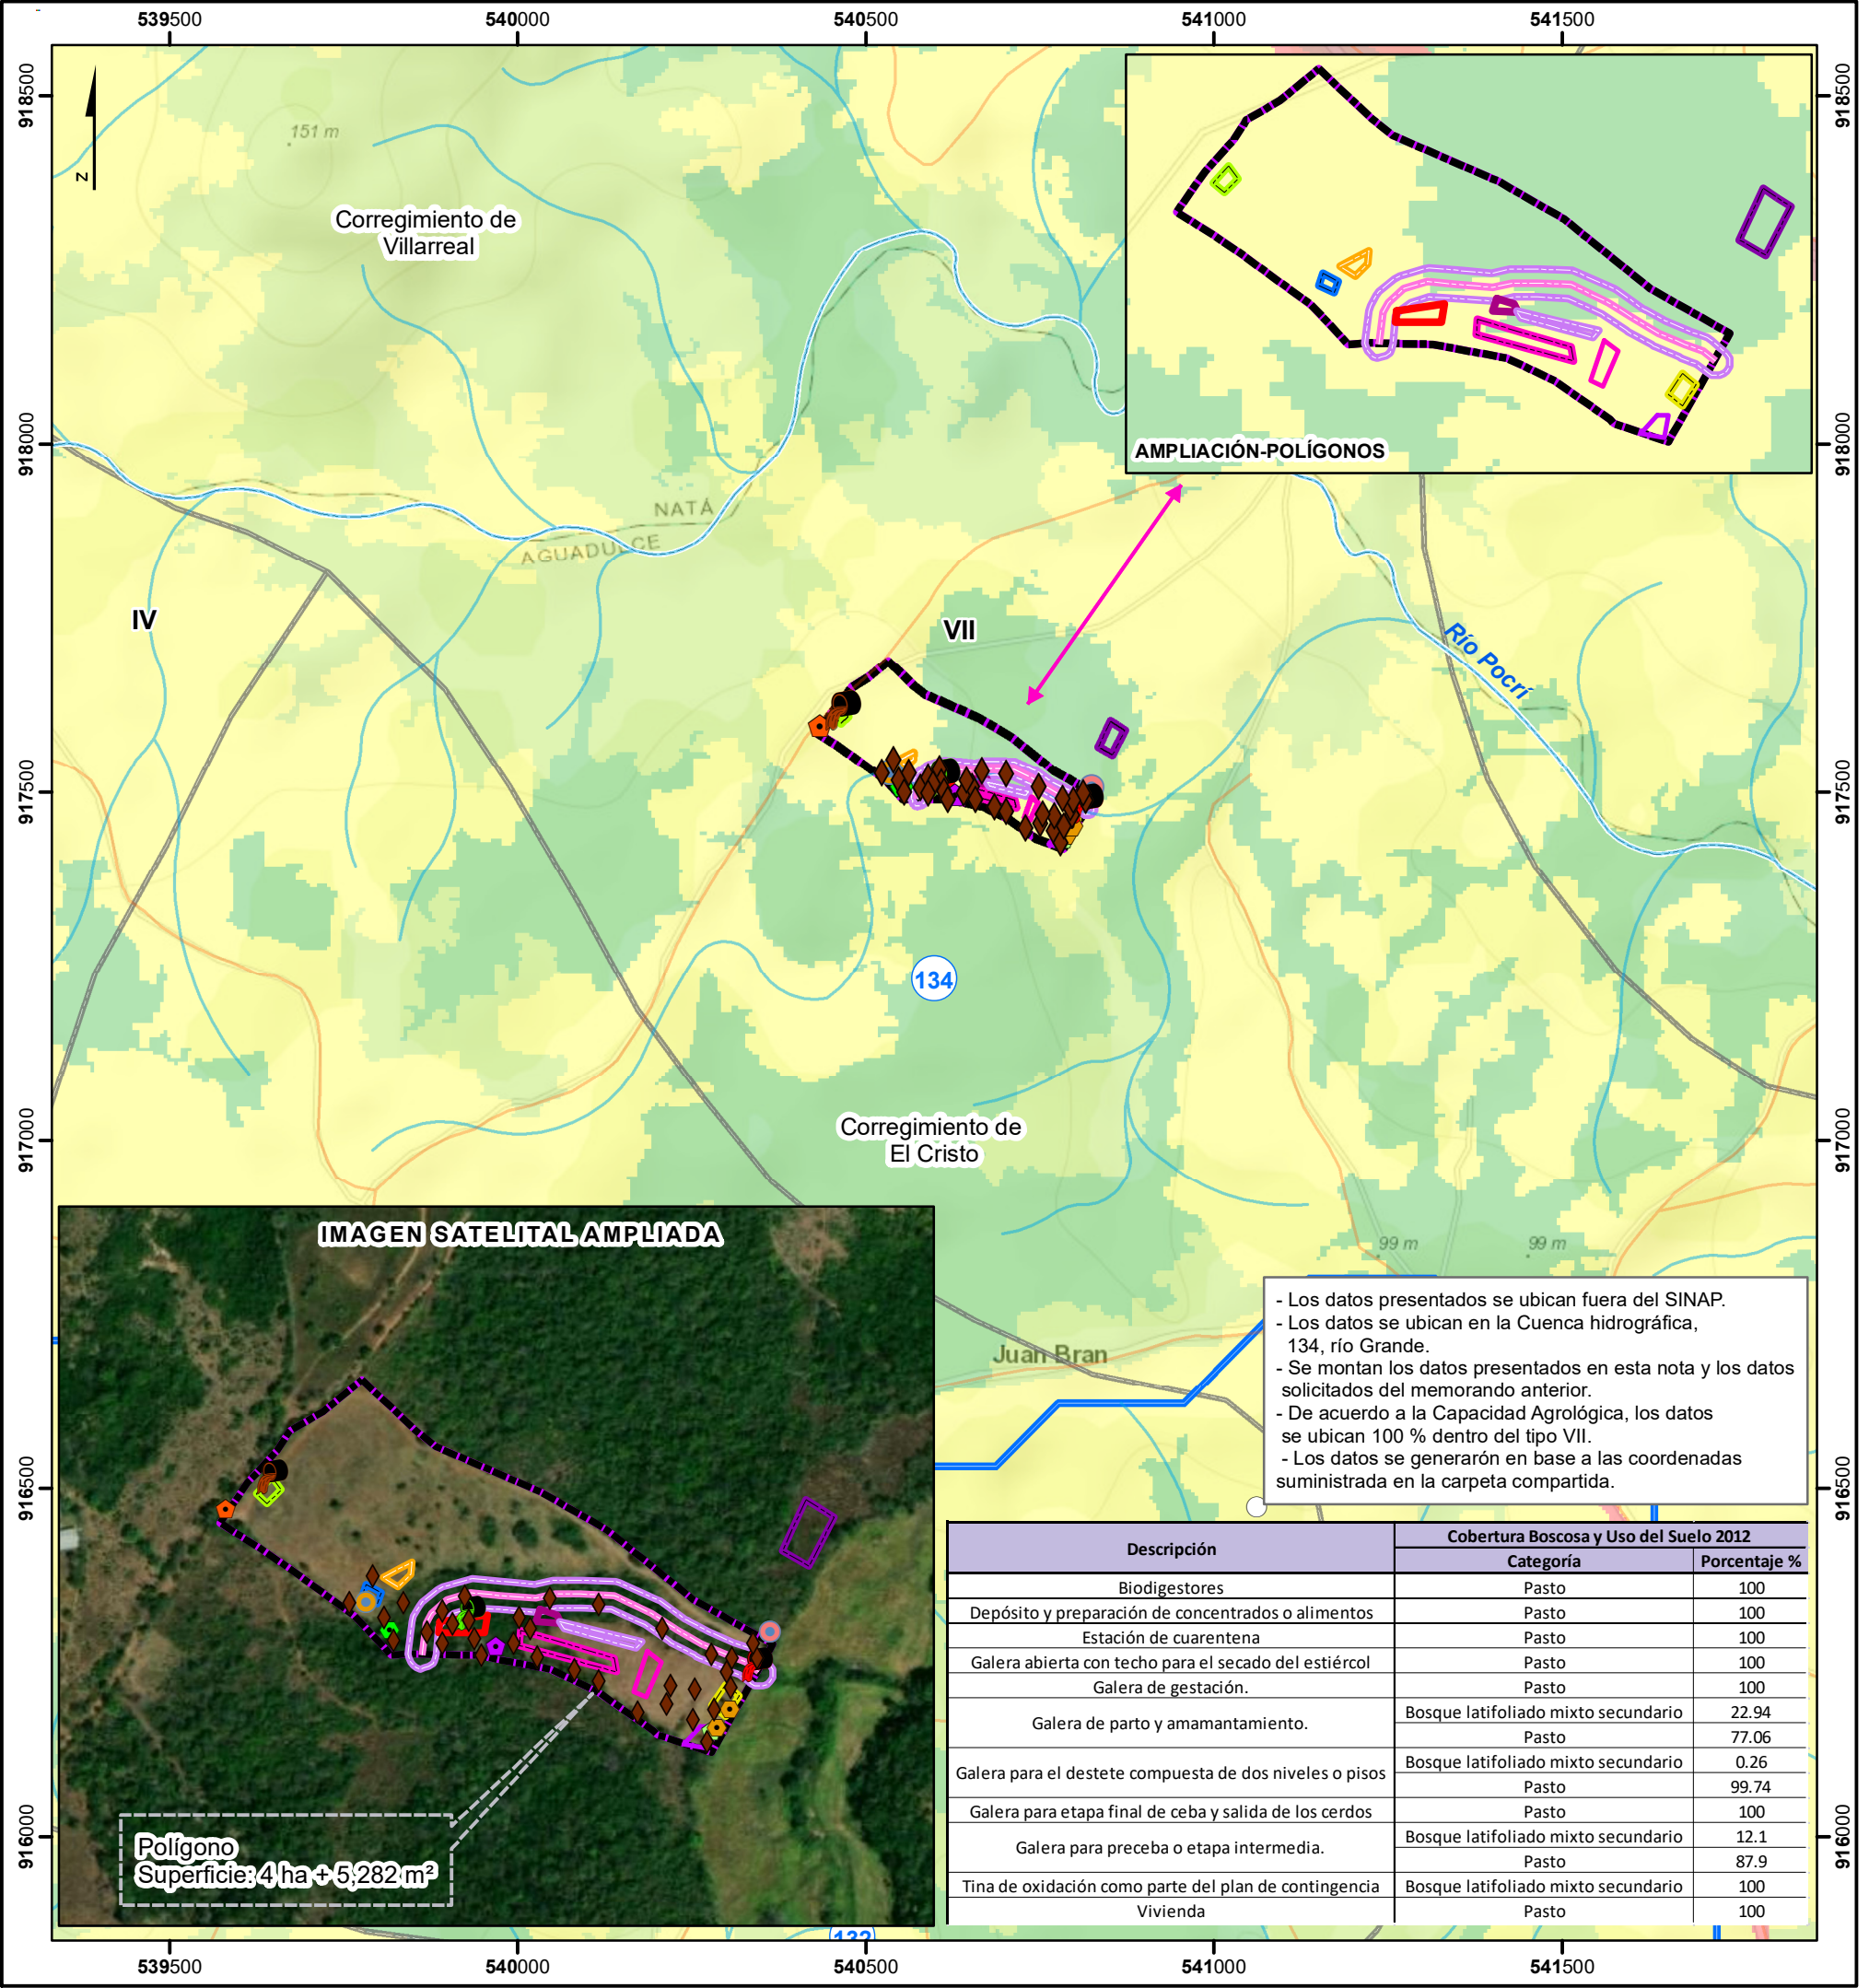 539500 540000 540500 541000 541500
918500
918500
918000
918000
917500
917500
917000
917000
916500
916500
916000
916000
N
151 m
Corregimiento de
Villarreal
AMPLIACIÓN-POLÍGONOS
NATÁ
AGUADULCE
IV
VII
Río Pocrí
134
Corregimiento de
El Cristo
99 m
99 m
Juan Bran
IMAGEN SATELITAL AMPLIADA
Polígono
Superficie: 4 ha + 5,282 m²
- Los datos presentados se ubican fuera del SINAP.
- Los datos se ubican en la Cuenca hidrográfica,
134, río Grande.
- Se montan los datos presentados en esta nota y los datos
solicitados del memorando anterior.
- De acuerdo a la Capacidad Agrológica, los datos
se ubican 100 % dentro del tipo VII.
- Los datos se generarón en base a las coordenadas
suministrada en la carpeta compartida.
Descripción Cobertura Boscosa y Uso del Suelo 2012
Categoría Porcentaje %
Biodigestores Pasto 100
Depósito y preparación de concentrados o alimentos Pasto 100
Estación de cuarentena Pasto 100
Galera abierta con techo para el secado del estiércol Pasto 100
Galera de gestación. Pasto 100
Galera de parto y amamantamiento. Bosque latifoliado mixto secundario 22.94
Pasto 77.06
Galera para el destete compuesta de dos niveles o pisos Bosque latifoliado mixto secundario 0.26
Pasto 99.74
Galera para etapa final de ceba y salida de los cerdos Pasto 100
Galera para preceba o etapa intermedia. Bosque latifoliado mixto secundario 12.1
Pasto 87.9
Tina de oxidación como parte del plan de contingencia Bosque latifoliado mixto secundario 100
Vivienda Pasto 100
132
539500 540000 540500 541000 541500